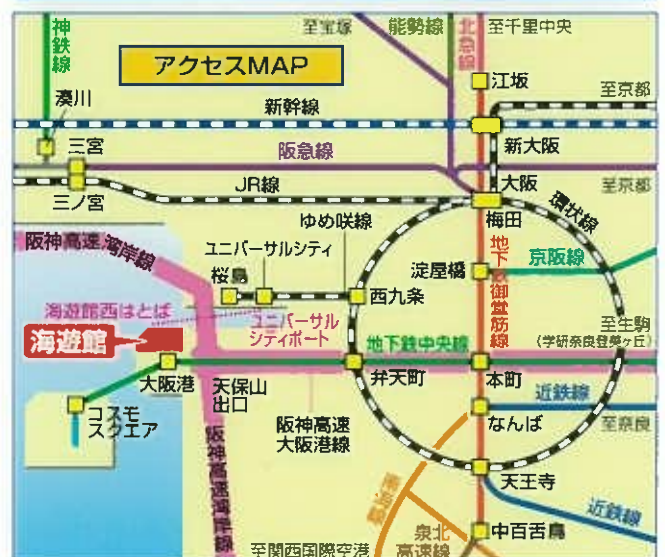 至宝塚
能勢線
北急線
至千里中央
神鉄線
アクセスMAP
江坂
至京都
湊川
新幹線
三宮
阪急線
新大阪
三ノ宮
JR線
大阪
至京都
梅田
環状線
ゆめ咲線
阪神高速湾岸線
ユニバーサルシティ
桜島
西九条
淀屋橋
地下鉄御堂筋線
京阪線
海遊館西はとば
ユニバーサル
シティポート
海遊館
地下鉄中央線
至生駒
(学研奈良登美ヶ丘)
大阪港
天保山
出口
弁天町
本町
コスモ
スクエア
阪神高速
大阪港線
近鉄線
なんば
至奈良
阪神高速湾岸線
天王寺
南海線
近鉄線
泉北
高速線
中百舌鳥
至関西国際空港